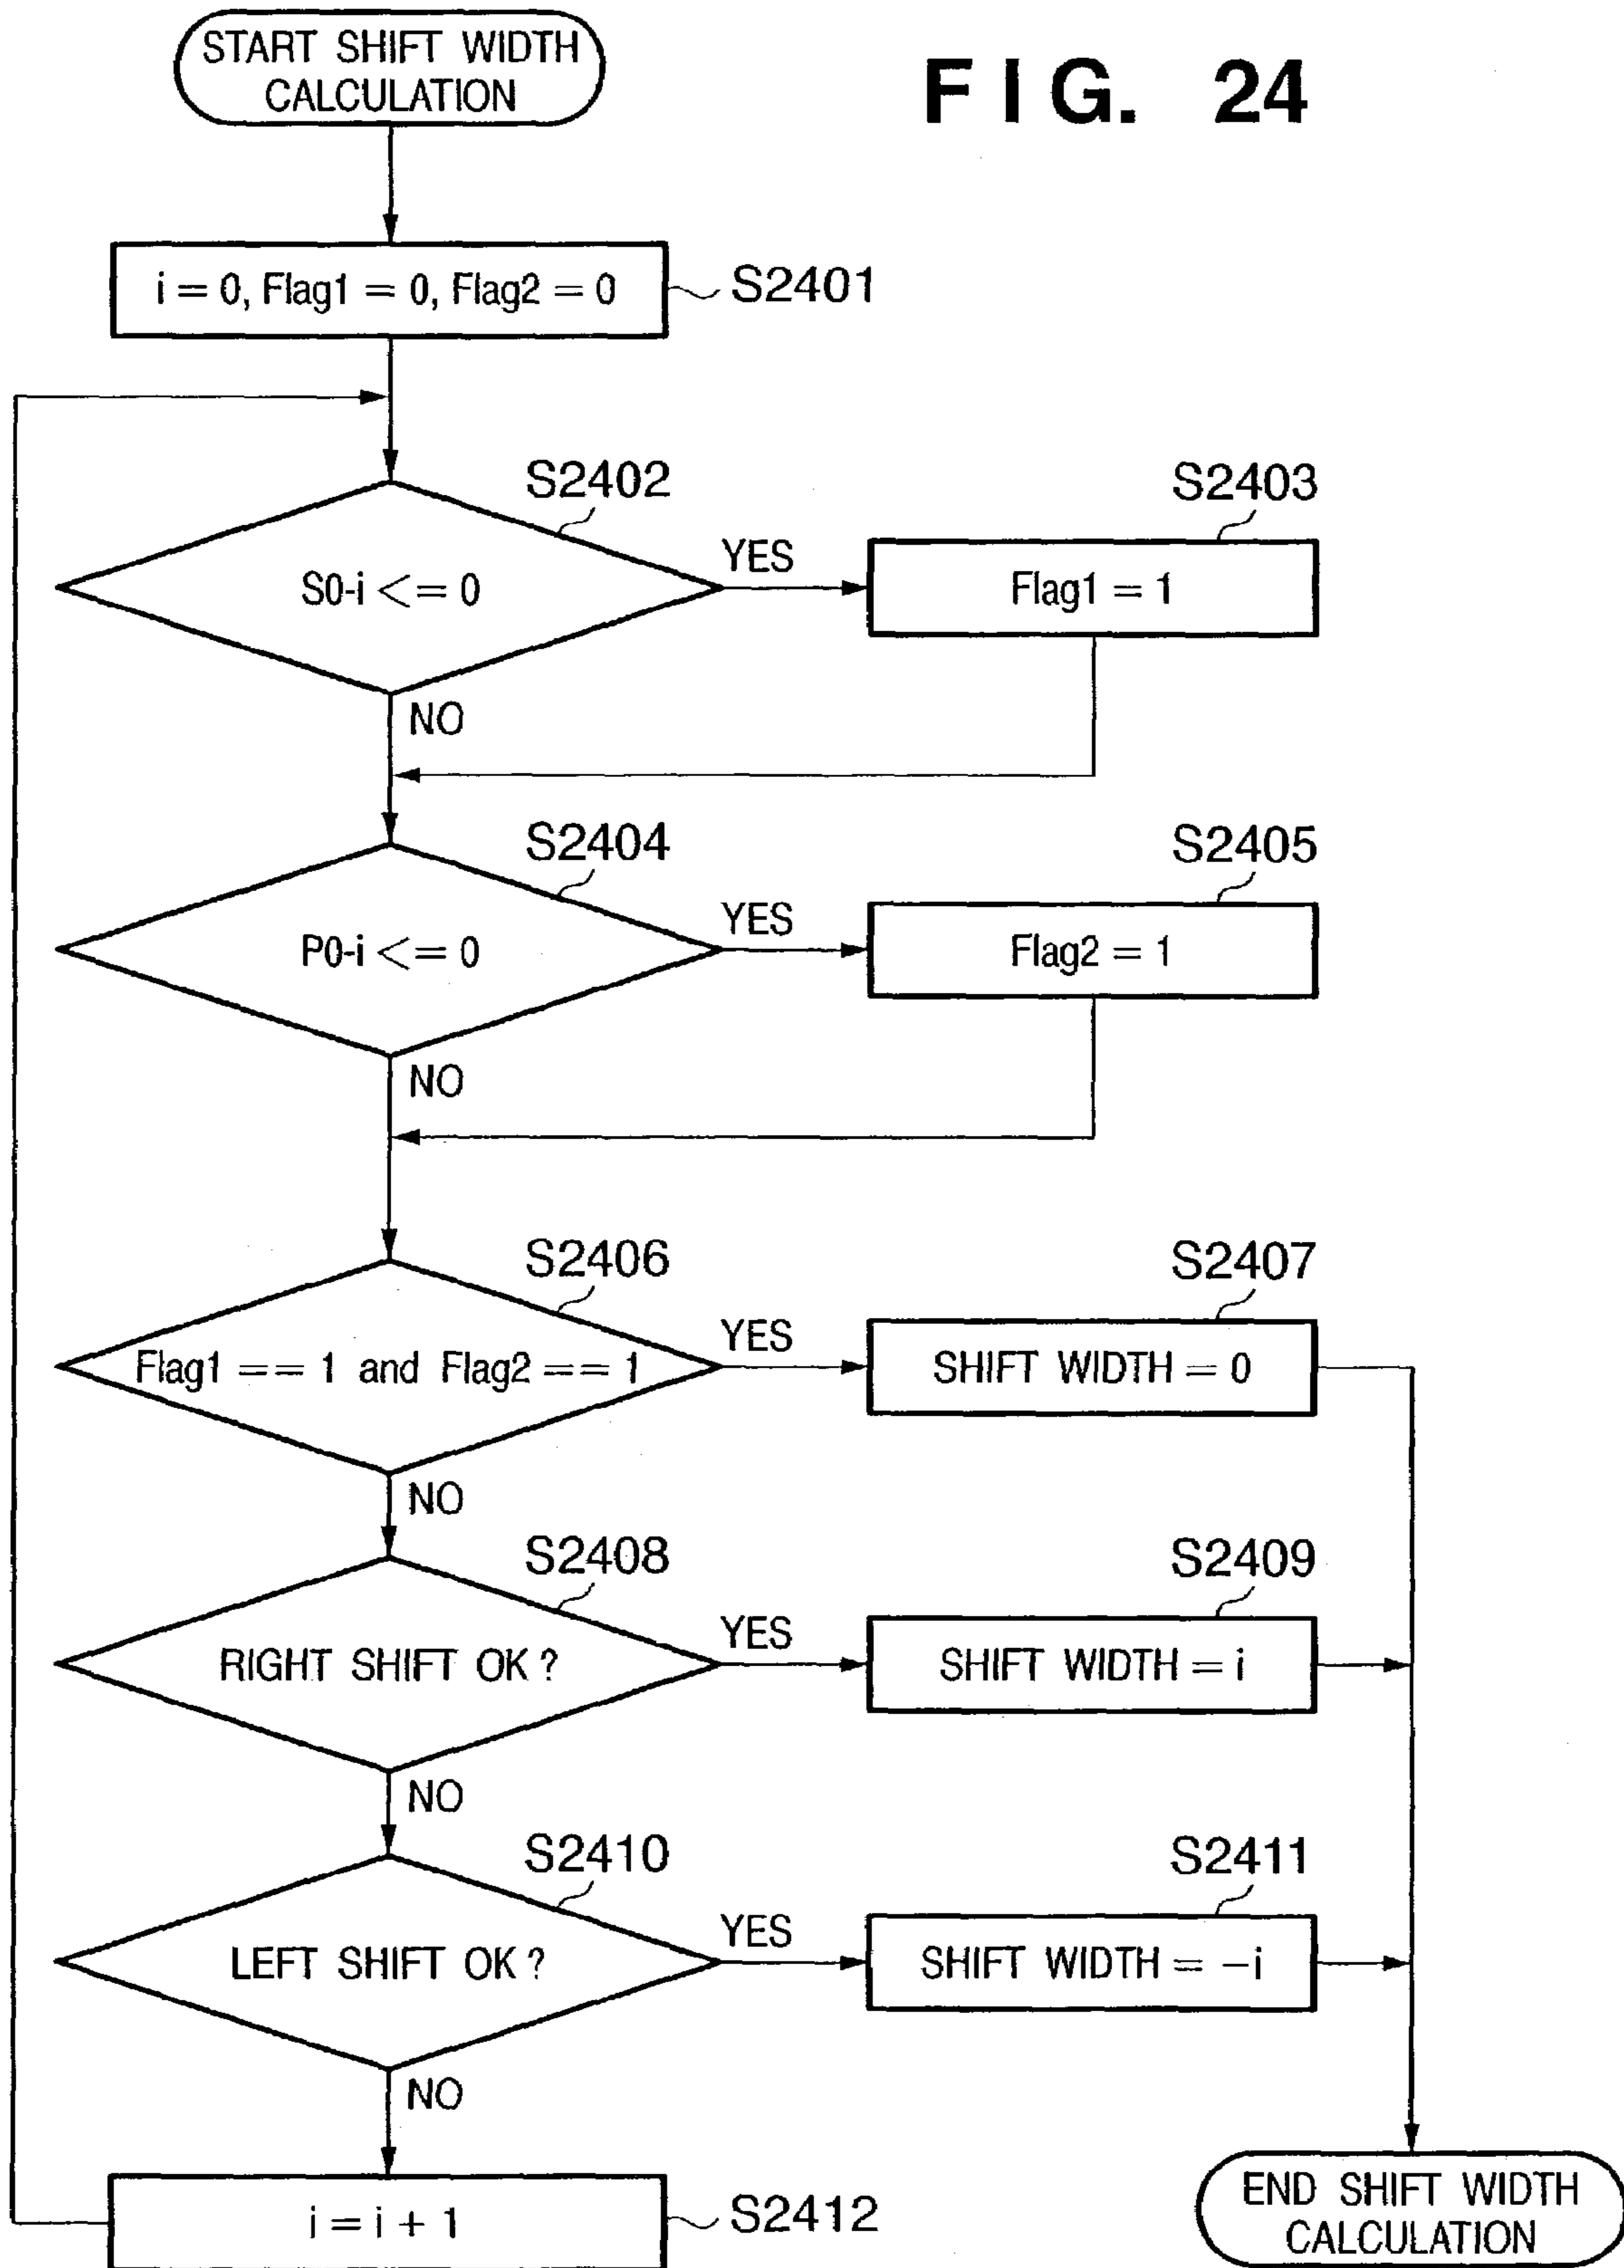 START SHIFT WIDTH
CALCULATION
FIG. 24
i = 0, Flag1 = 0, Flag2 = 0
S2401
S2402
S0-i <= 0
YES
NO
S2403
Flag1 = 1
S2404
P0-i <= 0
YES
NO
S2405
Flag2 = 1
S2406
Flag1 == 1 and Flag2 == 1
YES
NO
S2407
SHIFT WIDTH = 0
S2408
RIGHT SHIFT OK ?
YES
NO
S2409
SHIFT WIDTH = i
S2410
LEFT SHIFT OK ?
YES
NO
S2411
SHIFT WIDTH = -i
i = i + 1
S2412
END SHIFT WIDTH
CALCULATION